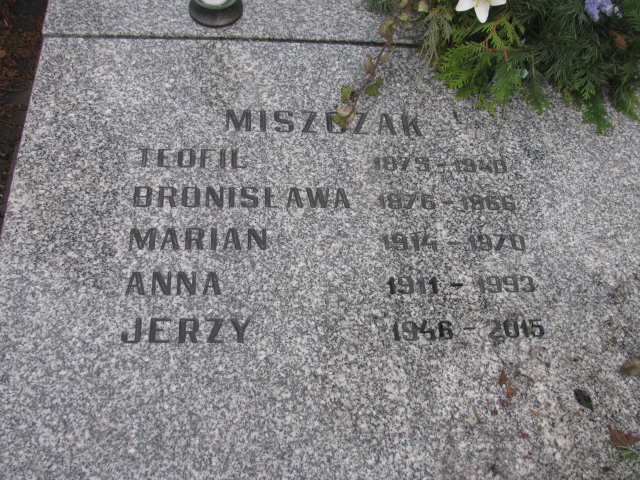 MISZCZAK
TEOFIL 1875 - 1940
BRONISŁAWA 1876 - 1966
MARIAN 1914 - 1970
ANNA 1911 - 1993
JERZY 1946 - 2015